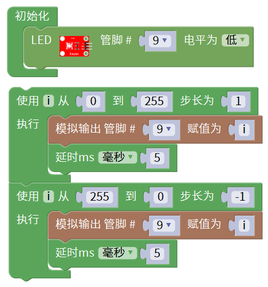 初始化
LED 管脚 # 9 电平为 低
使用 i 从 0 到 255 步长为 1
执行 模拟输出 管脚 # 9 赋值为 i
延时ms 毫秒 5
使用 i 从 255 到 0 步长为 -1
执行 模拟输出 管脚 # 9 赋值为 i
延时ms 毫秒 5